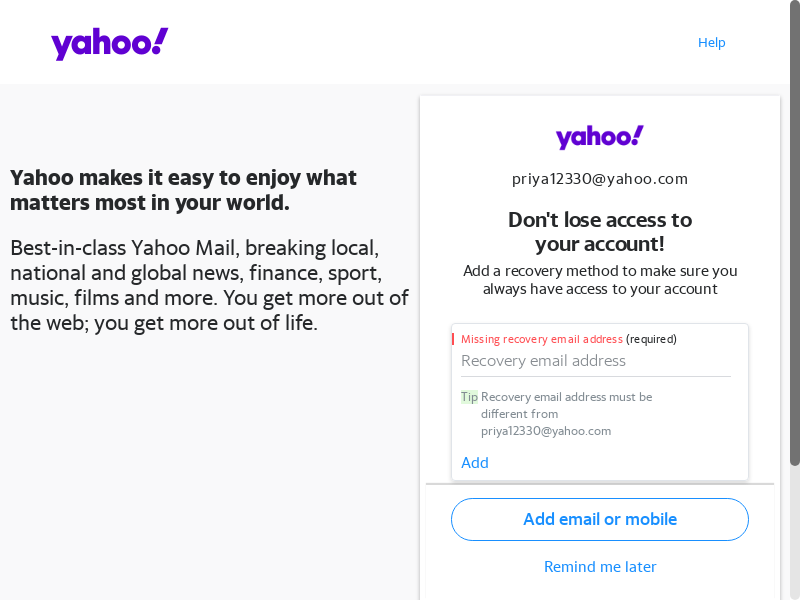 yahoo!
Help
Yahoo makes it easy to enjoy what
matters most in your world.
Best-in-class Yahoo Mail, breaking local,
national and global news, finance, sport,
music, films and more. You get more out of
the web; you get more out of life.
yahoo!
priya12330@yahoo.com
Don't lose access to
your account!
Add a recovery method to make sure you
always have access to your account
Missing recovery email address (required)
Recovery email address
Tip Recovery email address must be
different from
priya12330@yahoo.com
Add
Add email or mobile
Remind me later